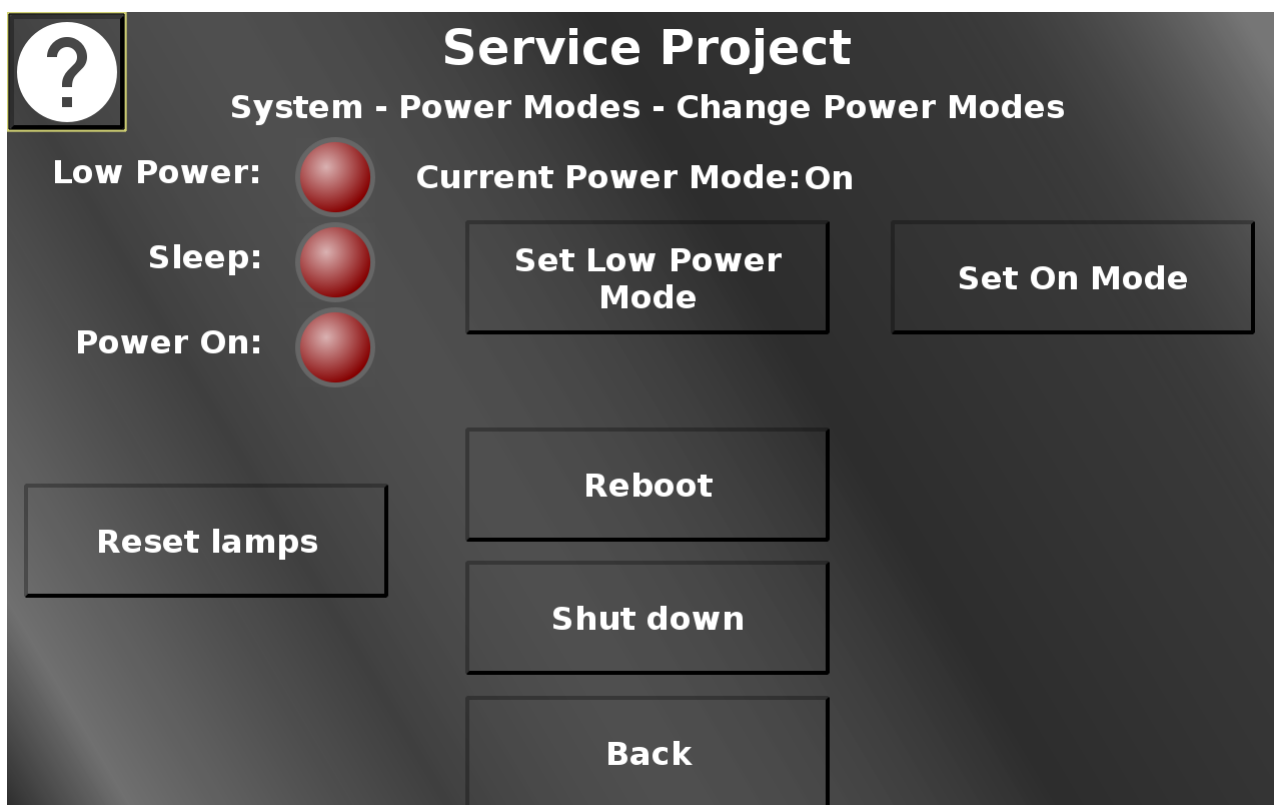 ?
Service Project
System - Power Modes - Change Power Modes
Low Power:
Current Power Mode: On
Sleep:
Set Low Power
Mode
Set On Mode
Power On:
Reboot
Reset lamps
Shut down
Back